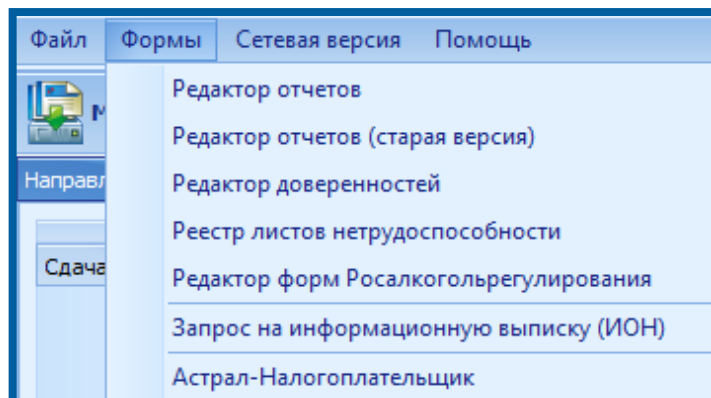 Файл Формы Сетевая версия Помощь
Редактор отчетов
Редактор отчетов (старая версия)
Редактор доверенностей
Реестр листов нетрудоспособности
Сдача
Редактор форм Росалкогольрегулирования
Запрос на информационную выписку (ИОН)
Астрал-Налогоплательщик